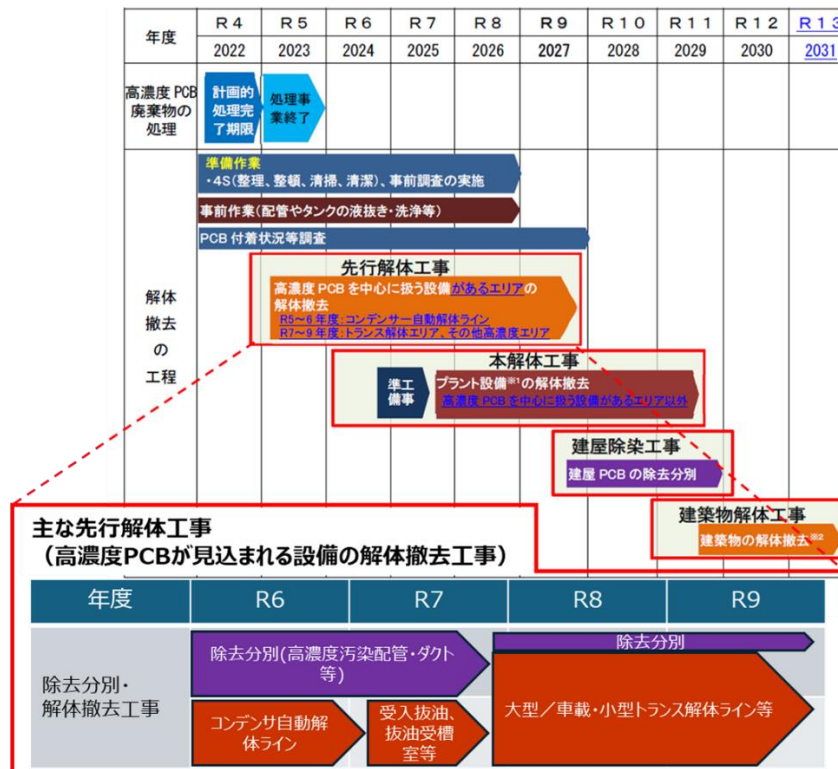 年度
R４ R５ R６ R７ R８ R９ R１０ R１１ R１２ R１３
2022 2023 2024 2025 2026 2027 2028 2029 2030 2031
高濃度 PCB
廃棄物の
処理
計画的
処理完
了期限
処理事
業終了
解体
撤去
の
工程
準備作業
・4S(整理、整頓、清掃、清潔)、事前調査の実施
事前作業(配管やタンクの液抜き・洗浄等)
PCB 付着状況等調査
先行解体工事
高濃度 PCB を中心に扱う設備があるエリアの
解体撤去
R5～6 年度：コンデンサー自動解体ライン
R7～9 年度：トランス解体エリア、その他高濃度エリア
本解体工事
準工
備事
プラント設備※1の解体撤去
高濃度 PCB を中心に扱う設備があるエリア以外
建屋除染工事
建屋 PCB の除去分別
建築物解体工事
建築物の解体撤去※2
主な先行解体工事
（高濃度PCBが見込まれる設備の解体撤去工事）
年度 R6 R7 R8 R9
除去分別・
解体撤去工事
除去分別(高濃度汚染配管・ダクト
等)
除去分別
コンデンサ自動解
体ライン
受入抜油、
抜油受槽
室等
大型／車載・小型トランス解体ライン等